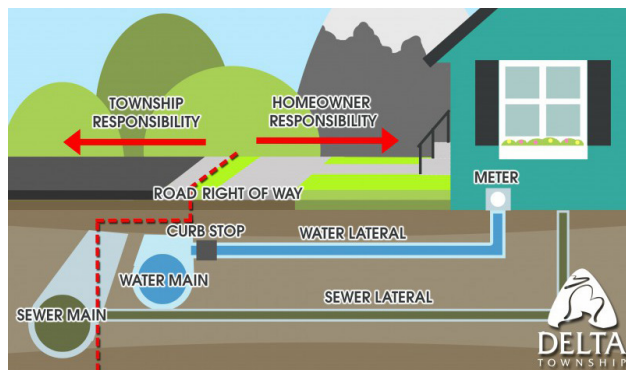 TOWNSHIP
RESPONSIBILITY
HOMEOWNER
RESPONSIBILITY
METER
ROAD RIGHT OF WAY
CURB STOP
WATER LATERAL
WATER MAIN
SEWER LATERAL
SEWER MAIN
DELTA
TOWNSHIP